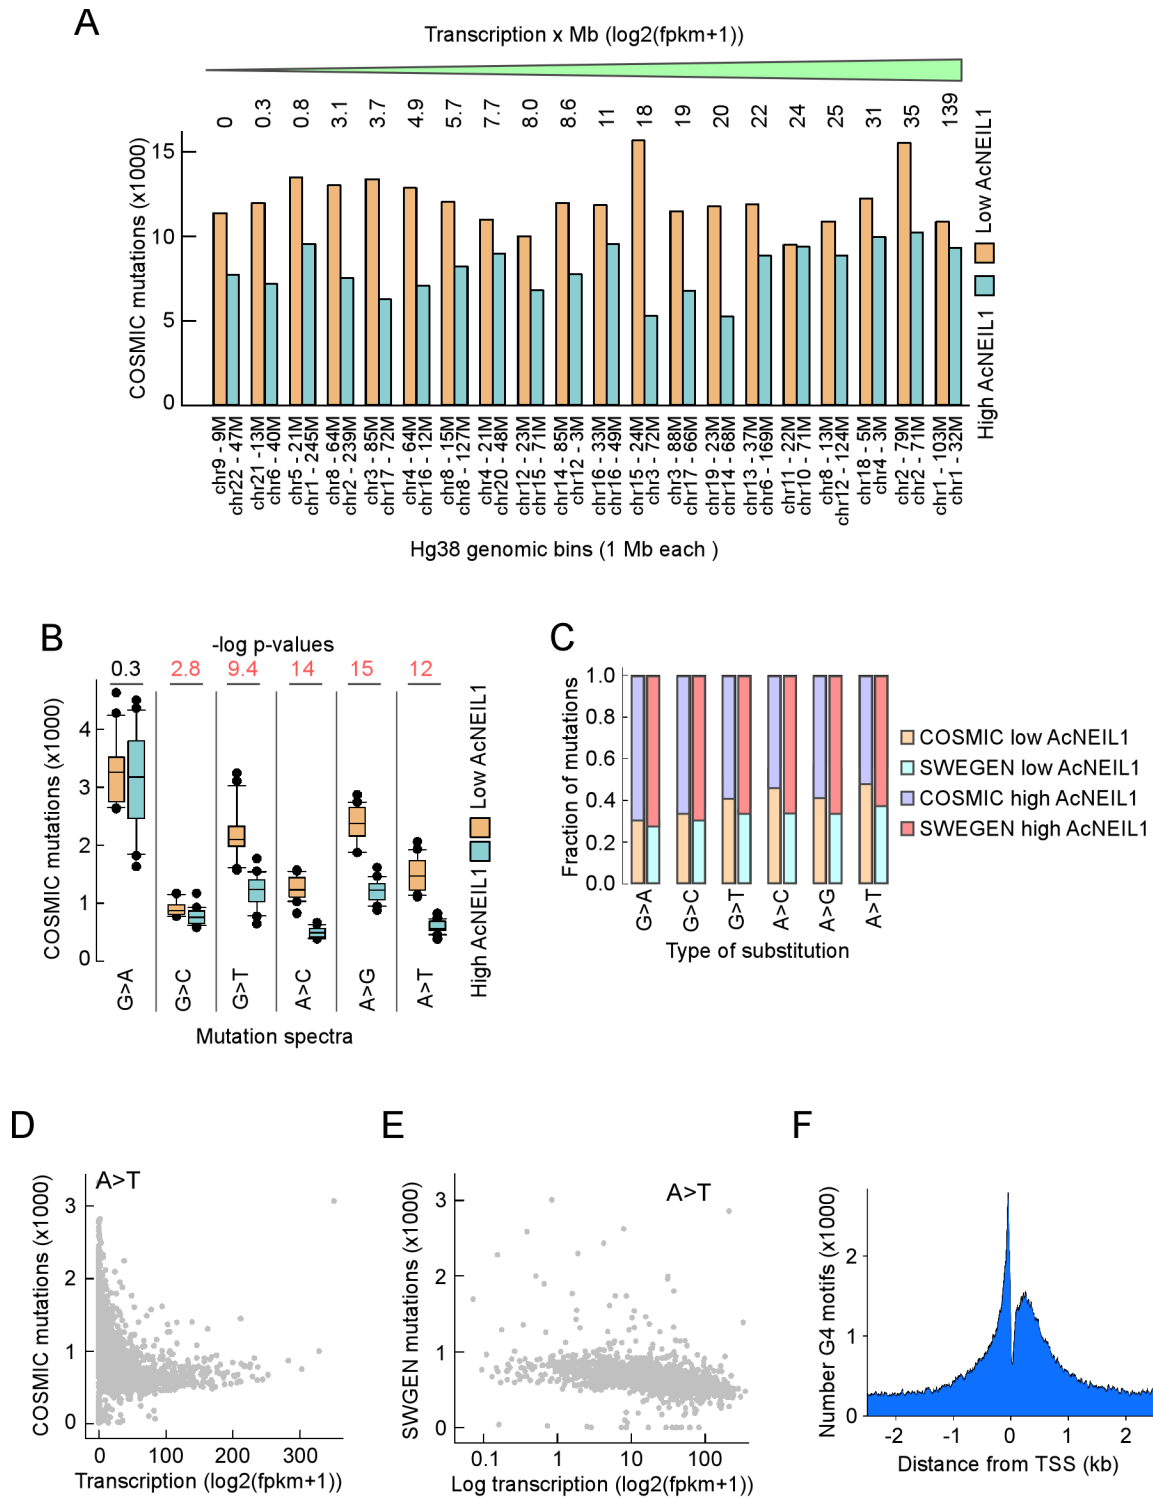 A
Transcription x Mb (log2(fpkm+1))
0 0.3 0.8 3.1 3.7 4.9 5.7 7.7 8.0 8.6 11 18 19 20 22 24 25 31 35 139
COSMIC mutations (x1000)
15
10
5
0
High AcNEIL1 Low AcNEIL1
chr9 - 9M
chr22 - 47M
chr21 -13M
chr6 - 40M
chr5 - 21M
chr1 - 245M
chr8 - 64M
chr2 - 239M
chr3 - 85M
chr17 - 72M
chr4 - 64M
chr16 - 12M
chr8 - 15M
chr8 - 127M
chr4 - 21M
chr20 - 48M
chr12 - 23M
chr15 - 71M
chr14 - 85M
chr12 - 3M
chr16 - 33M
chr16 - 49M
chr15 - 24M
chr3 - 72M
chr3 - 88M
chr17 - 66M
chr19 - 23M
chr14 - 68M
chr13 - 37M
chr6 - 169M
chr11 - 22M
chr10 - 71M
chr8 - 13M
chr12 - 124M
chr18 - 5M
chr4 - 3M
chr2 - 79M
chr2 - 71M
chr1 - 103M
chr1 - 32M
Hg38 genomic bins (1 Mb each )
B
-log p-values
0.3 2.8 9.4 14 15 12
COSMIC mutations (x1000)
4
3
2
1
0
G>A G>C G>T A>C A>G A>T
Mutation spectra
High AcNEIL1 Low AcNEIL1
C
Fraction of mutations
1.0
0.8
0.6
0.4
0.2
0.0
G>A G>C G>T A>C A>G A>T
Type of substitution
COSMIC low AcNEIL1
SWEGEN low AcNEIL1
COSMIC high AcNEIL1
SWEGEN high AcNEIL1
D
A>T
COSMIC mutations (x1000)
3
2
1
0
0 100 200 300
Transcription (log2(fpkm+1))
E
A>T
SWGEN mutations (x1000)
3
2
1
0
0.1 1 10 100
Log transcription (log2(fpkm+1))
F
Number G4 motifs (x1000)
2
1
0
-2 -1 0 1 2
Distance from TSS (kb)